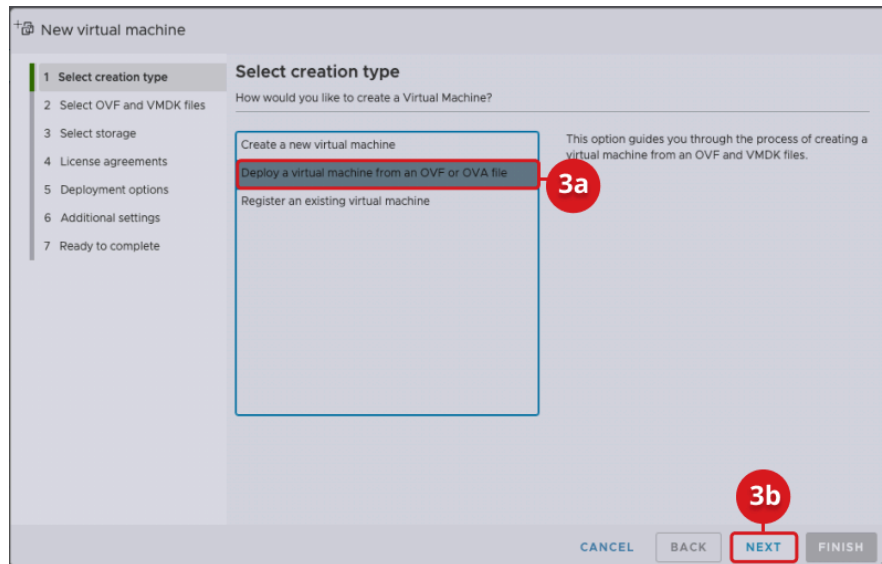 New virtual machine
1 Select creation type
2 Select OVF and VMDK files
3 Select storage
4 License agreements
5 Deployment options
6 Additional settings
7 Ready to complete
Select creation type
How would you like to create a Virtual Machine?
Create a new virtual machine
Deploy a virtual machine from an OVF or OVA file
Register an existing virtual machine
3a
This option guides you through the process of creating a
virtual machine from an OVF and VMDK files.
3b
CANCEL
BACK
NEXT
FINISH